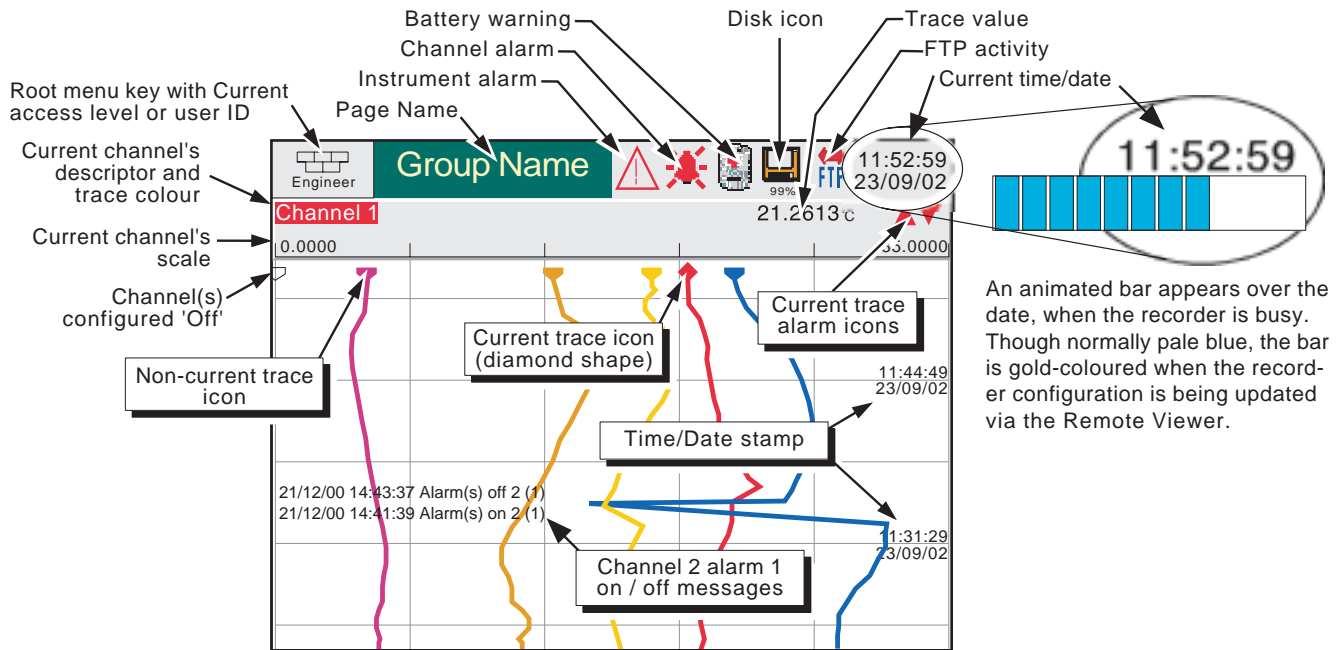 Battery warning
Disk icon
Trace value
Channel alarm
FTP activity
Instrument alarm
Current time/date
Root menu key with Current
access level or user ID
Page Name
Current channel's
descriptor and
trace colour
Engineer
Group Name
99%
FTP
11:52:59
23/09/02
11:52:59
Channel 1
21.2613°C
Current channel's
scale
0.0000
33.0000
Channel(s)
configured 'Off'
An animated bar appears over the
date, when the recorder is busy.
Though normally pale blue, the bar
is gold-coloured when the record-
er configuration is being updated
via the Remote Viewer.
Current trace
alarm icons
Current trace icon
(diamond shape)
Non-current trace
icon
11:44:49
23/09/02
Time/Date stamp
21/12/00 14:43:37 Alarm(s) off 2 (1)
21/12/00 14:41:39 Alarm(s) on 2 (1)
11:31:29
23/09/02
Channel 2 alarm 1
on / off messages